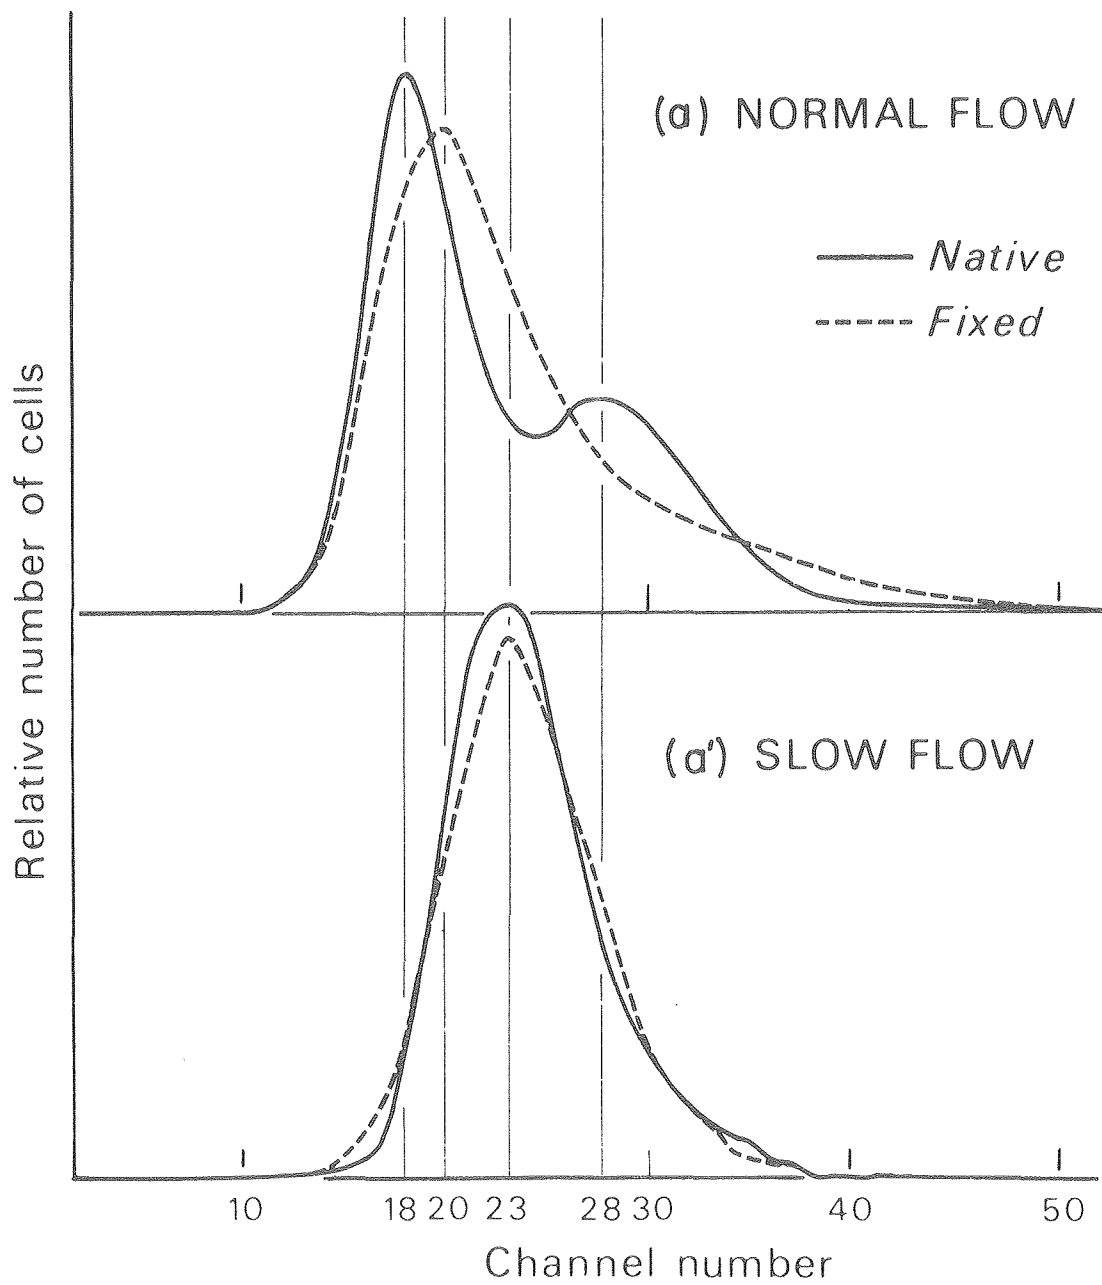 (a) NORMAL FLOW
Native
Fixed
Relative number of cells
(a') SLOW FLOW
10 18 20 23 28 30 40 50
Channel number